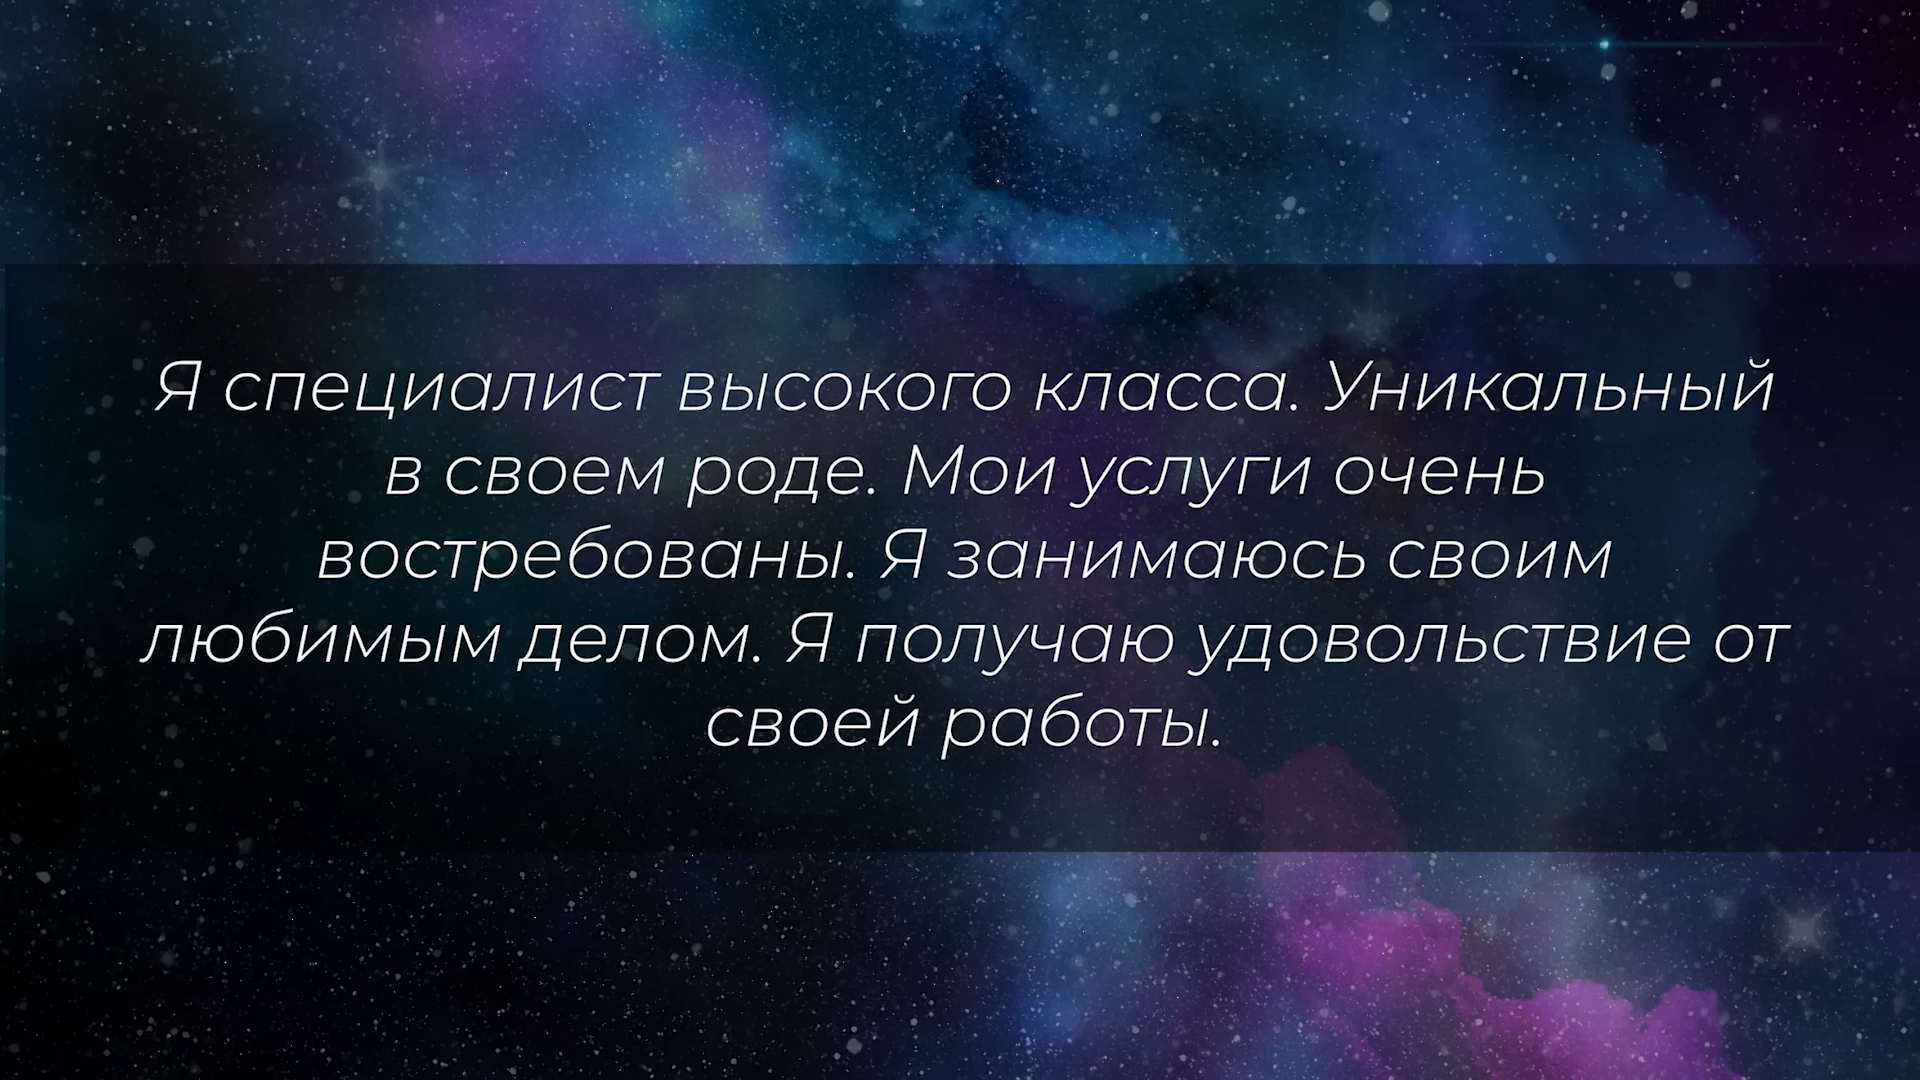 Я специалист высокого класса. Уникальный
в своем роде. Мои услуги очень
востребованы. Я занимаюсь своим
любимым делом. Я получаю удовольствие от
своей работы.